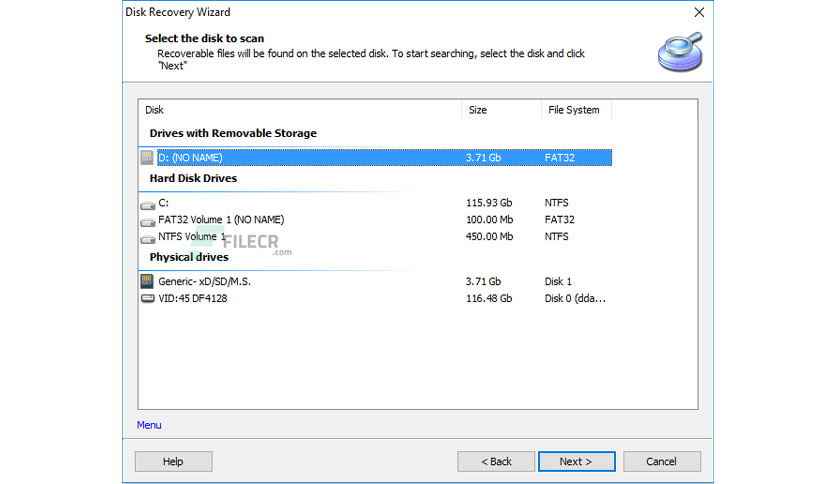 Disk Recovery Wizard
Select the disk to scan
Recoverable files will be found on the selected disk. To start searching, select the disk and click
"Next"
Disk Size File System
Drives with Removable Storage
D: (NO NAME) 3.71 Gb FAT32
Hard Disk Drives
C: 115.93 Gb NTFS
FAT32 Volume 1 (NO NAME) 100.00 Mb FAT32
NTFS Volume 1 450.00 Mb NTFS
FILECR
.com
Physical drives
Generic- xD/SD/M.S. 3.71 Gb Disk 1
VID:45 DF4128 116.48 Gb Disk 0 (dda...
Menu
Help < Back Next > Cancel